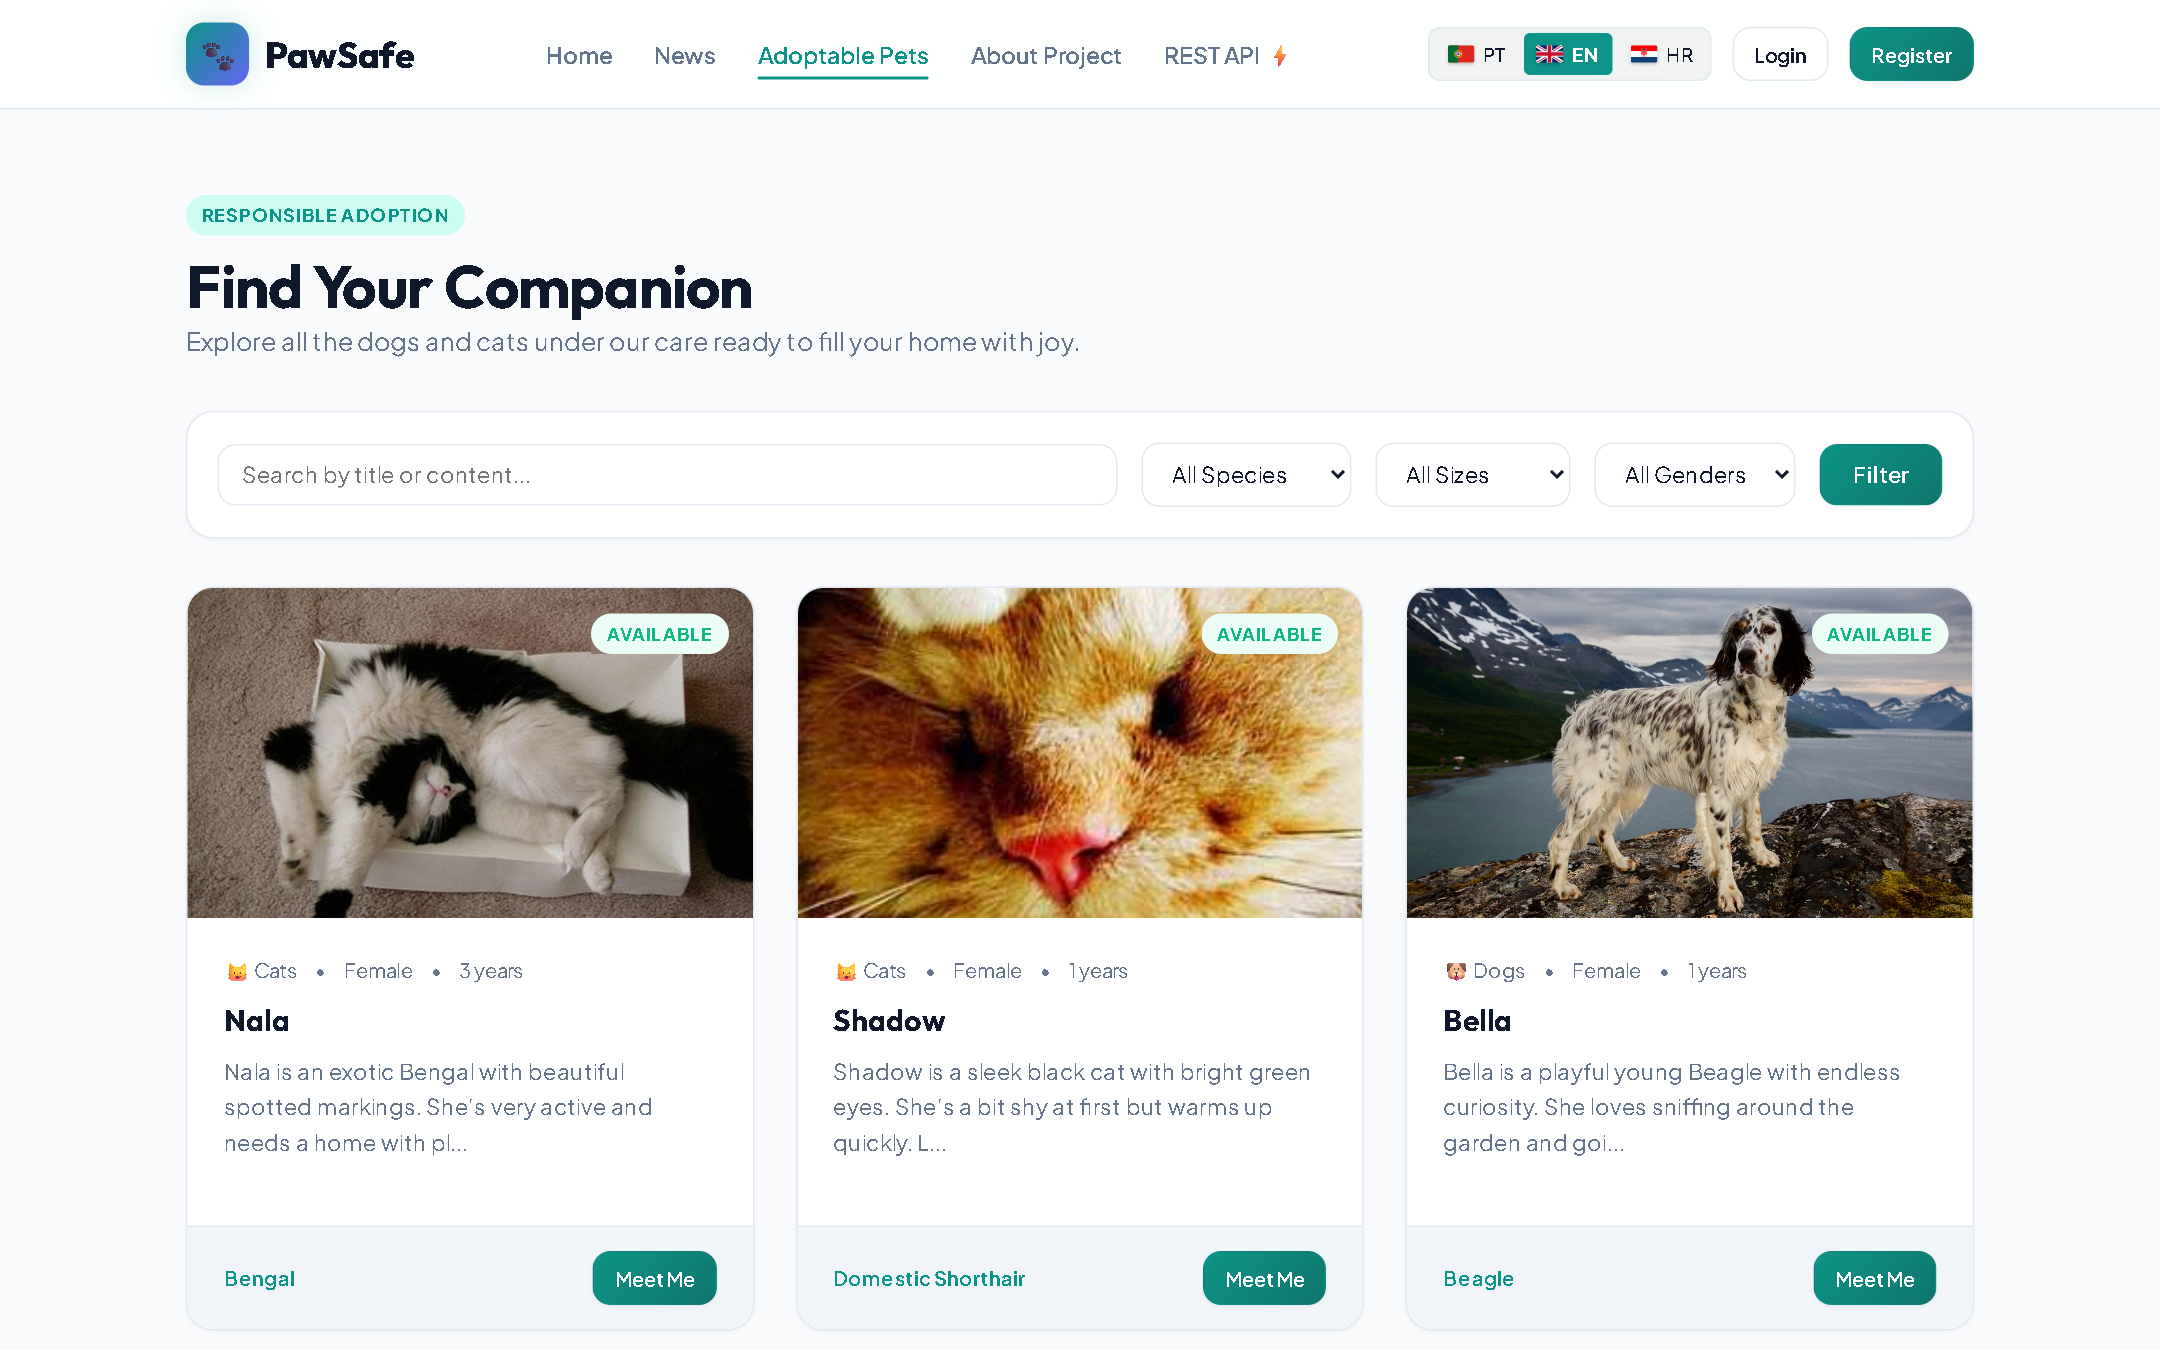 PawSafe
Home
News
Adoptable Pets
About Project
REST API
PT
EN
HR
Login
Register
RESPONSIBLE ADOPTION
Find Your Companion
Explore all the dogs and cats under our care ready to fill your home with joy.
Search by title or content...
All Species
All Sizes
All Genders
Filter
AVAILABLE
Cats • Female • 3 years
Nala
Nala is an exotic Bengal with beautiful
spotted markings. She's very active and
needs a home with pl...
Bengal
Meet Me
AVAILABLE
Cats • Female • 1 years
Shadow
Shadow is a sleek black cat with bright green
eyes. She's a bit shy at first but warms up
quickly. L...
Domestic Shorthair
Meet Me
AVAILABLE
Dogs • Female • 1 years
Bella
Bella is a playful young Beagle with endless
curiosity. She loves sniffing around the
garden and goi...
Beagle
Meet Me